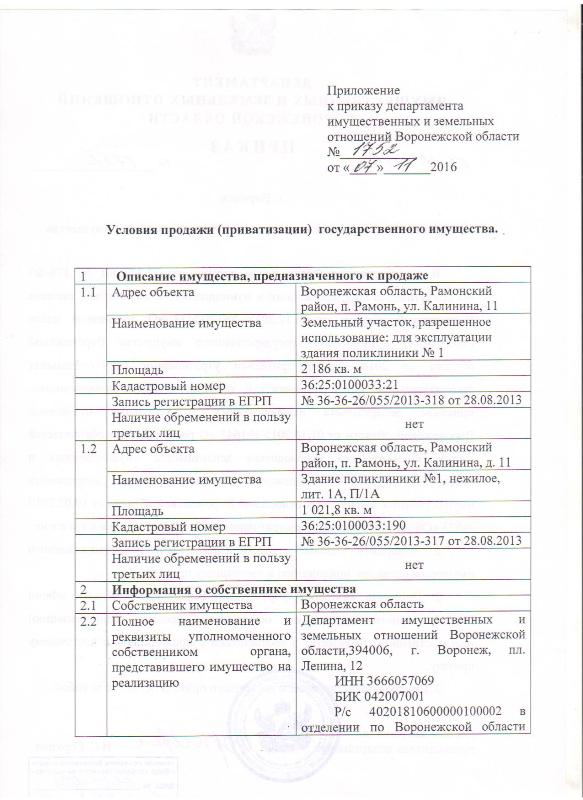 Приложение
к приказу департамента
имущественных и земельных
отношений Воронежской области
№ 1752
от « 07 » 11 2016
Условия продажи (приватизации) государственного имущества.
1 Описание имущества, предназначенного к продаже
1.1 Адрес объекта Воронежская область, Рамонский
район, п. Рамонь, ул. Калинина, 11
Наименование имущества Земельный участок, разрешенное
использование: для эксплуатации
здания поликлиники № 1
Площадь 2 186 кв. м
Кадастровый номер 36:25:0100033:21
Запись регистрации в ЕГРП № 36-36-26/055/2013-318 от 28.08.2013
Наличие обременений в пользу
третьих лиц нет
1.2 Адрес объекта Воронежская область, Рамонский
район, п. Рамонь, ул. Калинина, д. 11
Наименование имущества Здание поликлиники №1, нежилое,
лит. 1А, П/1А
Площадь 1 021,8 кв. м
Кадастровый номер 36:25:0100033:190
Запись регистрации в ЕГРП № 36-36-26/055/2013-317 от 28.08.2013
Наличие обременений в пользу
третьих лиц нет
2 Информация о собственнике имущества
2.1 Собственник имущества Воронежская область
2.2 Полное наименование и Департамент имущественных и
реквизиты уполномоченного земельных отношений Воронежской
собственником органа, области,394006, г. Воронеж, пл.
представившего имущество на Ленина, 12
реализацию ИНН 3666057069
БИК 042007001
Р/с 40201810600000100002 в
отделении по Воронежской области